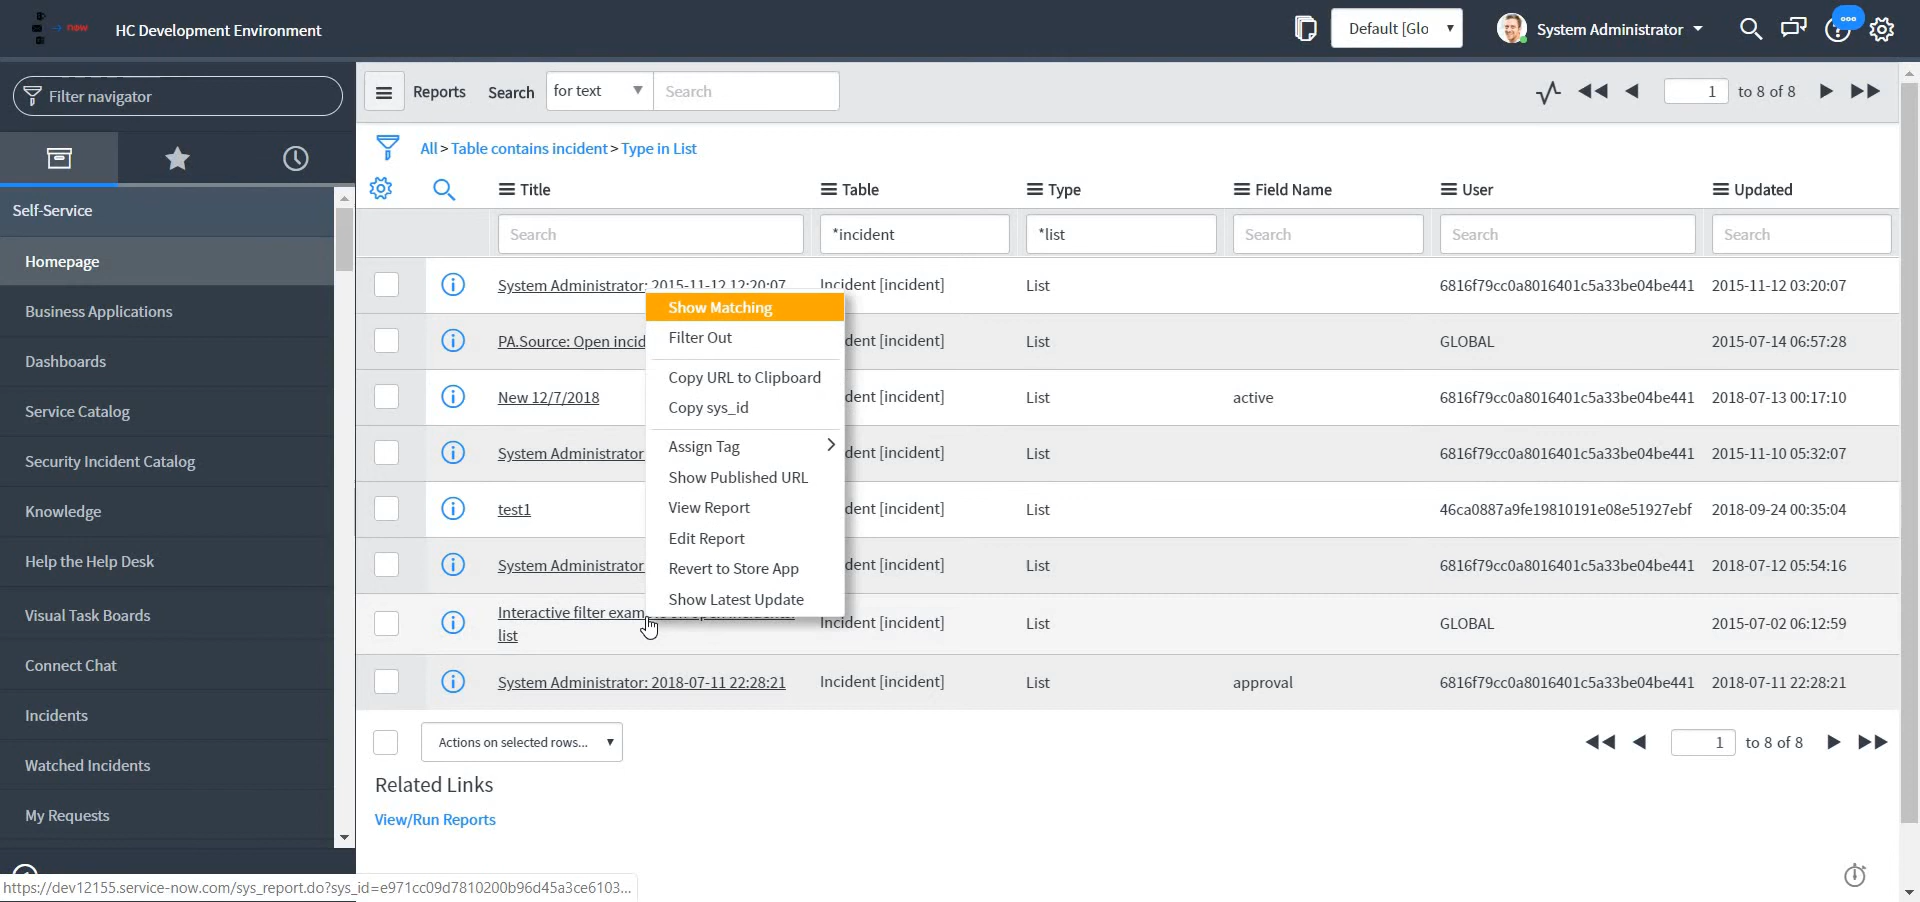 now
HC Development Environment
Default [Glo
System Administrator
Filter navigator
Self-Service
Homepage
Business Applications
Dashboards
Service Catalog
Security Incident Catalog
Knowledge
Help the Help Desk
Visual Task Boards
Connect Chat
Incidents
Watched Incidents
My Requests
Reports Search for text Search
1 to 8 of 8
All > Table contains incident > Type in List
Title Table Type Field Name User Updated
Search *incident *list Search Search Search
System Administrator: 2015-11-12 12:20:07 Incident [incident] List 6816f79cc0a8016401c5a33be04be441 2015-11-12 03:20:07
PA.Source: Open incid dent [incident] List GLOBAL 2015-07-14 06:57:28
New 12/7/2018 dent [incident] List active 6816f79cc0a8016401c5a33be04be441 2018-07-13 00:17:10
System Administrator dent [incident] List 6816f79cc0a8016401c5a33be04be441 2015-11-10 05:32:07
test1 dent [incident] List 46ca0887a9fe19810191e08e51927ebf 2018-09-24 00:35:04
System Administrator dent [incident] List 6816f79cc0a8016401c5a33be04be441 2018-07-12 05:54:16
Interactive filter exam
list
Incident [incident] List GLOBAL 2015-07-02 06:12:59
System Administrator: 2018-07-11 22:28:21 Incident [incident] List approval 6816f79cc0a8016401c5a33be04be441 2018-07-11 22:28:21
Show Matching
Filter Out
Copy URL to Clipboard
Copy sys_id
Assign Tag
Show Published URL
View Report
Edit Report
Revert to Store App
Show Latest Update
Actions on selected rows...
1 to 8 of 8
Related Links
View/Run Reports
https://dev12155.service-now.com/sys_report.do?sys_id=e971cc09d7810200b96d45a3ce6103...